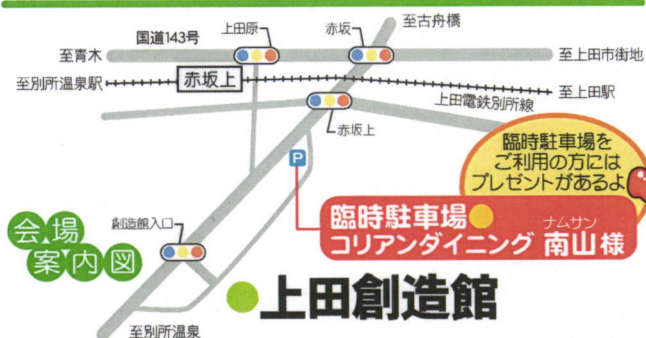 至古舟橋
国道143号
上田原
赤坂
至青木
至上田市街地
至別所温泉駅
赤坂上
至上田駅
上田電鉄別所線
赤坂上
臨時駐車場を
ご利用の方には
プレゼントがあるよ
P
臨時駐車場
ナムサン
コリアンダイニング 南山様
会場
案内図
創造館入口
上田創造館
至別所温泉